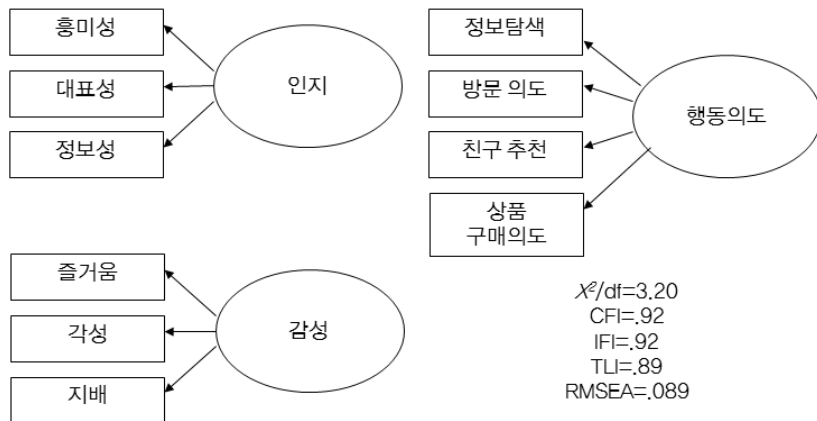 흥미성
대표성
정보성
인지
정보탐색
방문 의도
친구 추천
상품
구매의도
행동의도
즐거움
각성
지배
감성
X²/df=3.20
CFI=.92
IFI=.92
TLI=.89
RMSEA=.089